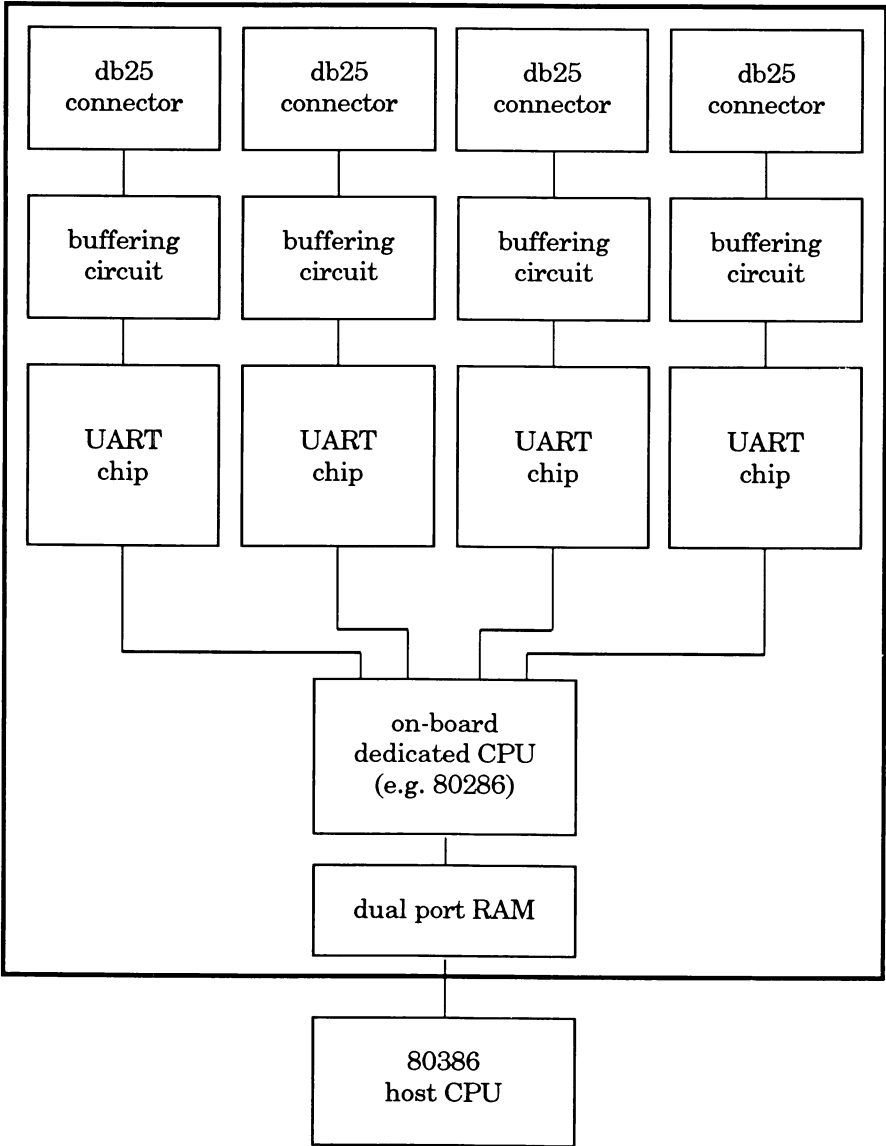 db25
connector
db25
connector
db25
connector
db25
connector
buffering
circuit
buffering
circuit
buffering
circuit
buffering
circuit
UART
chip
UART
chip
UART
chip
UART
chip
on-board
dedicated CPU
(e.g. 80286)
dual port RAM
80386
host CPU